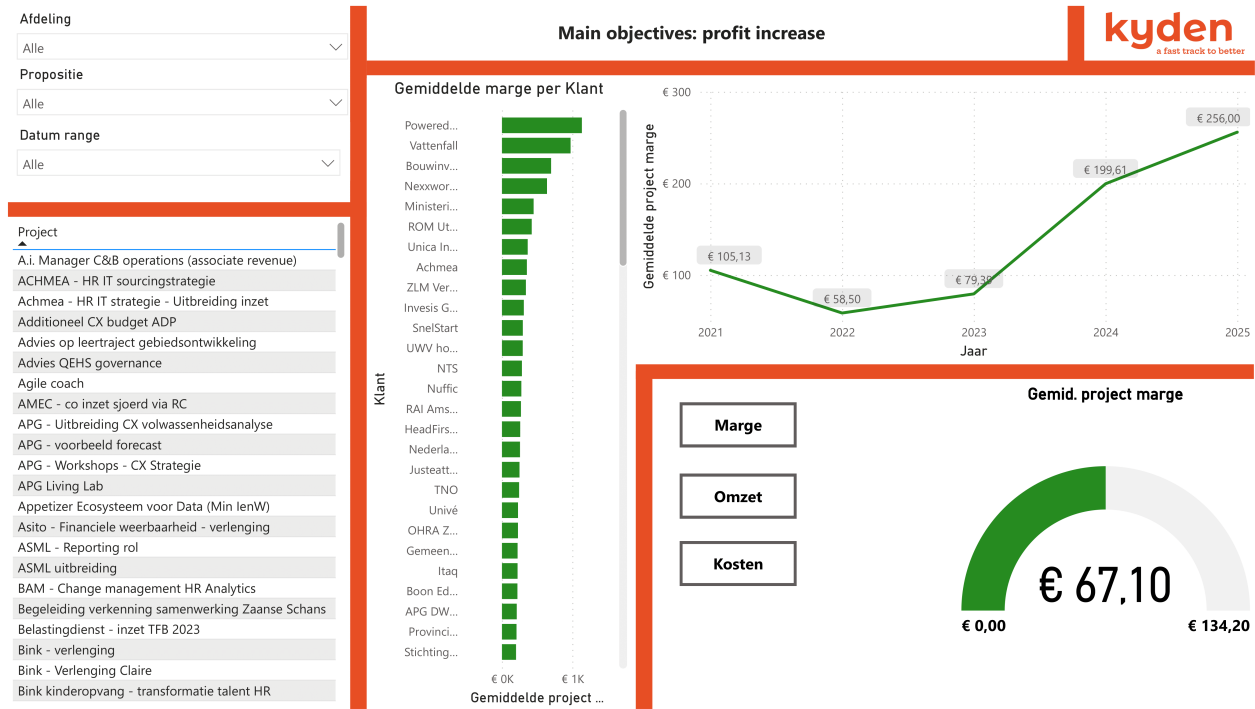 Afdeling
Alle
Propositie
Alle
Datum range
Alle
Main objectives: profit increase
kyden
a fast track to better
Project
A.i. Manager C&B operations (associate revenue)
ACHMEA - HR IT sourcingstrategie
Achmea - HR IT strategie - Uitbreiding inzet
Additioneel CX budget ADP
Advies op leertraject gebiedsontwikkeling
Advies QEHS governance
Agile coach
AMEC - co inzet sjoerd via RC
APG - Uitbreiding CX volwassenheidsanalyse
APG - voorbeeld forecast
APG - Workshops - CX Strategie
APG Living Lab
Appetizer Ecosysteem voor Data (Min IenW)
Asito - Financiele weerbaarheid - verlenging
ASML - Reporting rol
ASML uitbreiding
BAM - Change management HR Analytics
Begeleiding verkenning samenwerking Zaanse Schans
Belastingdienst - inzet TFB 2023
Bink - verlenging
Bink - Verlenging Claire
Bink kinderopvang - transformatie talent HR
Gemiddelde marge per Klant
Klant
Powered...
Vattenfall
Bouwinv...
Nexxwor...
Ministeri...
ROM Ut...
Unica In...
Achmea
ZLM Ver...
Invesis G...
SnelStart
UWV ho...
NTS
Nuffic
RAI Ams...
HeadFirs...
Nederla...
Justeatt...
TNO
Univé
OHRA Z...
Gemeen...
Itaq
Boon Ed...
APG DW...
Provinci...
Stichting...
€ 0K
€ 1K
Gemiddelde project ...
Gemiddelde project marge
€ 300
€ 200
€ 100
€ 105,13
€ 58,50
€ 79,39
€ 199,61
€ 256,00
2021
2022
2023
2024
2025
Jaar
Marge
Omzet
Kosten
Gemid. project marge
€ 67,10
€ 0,00
€ 134,20